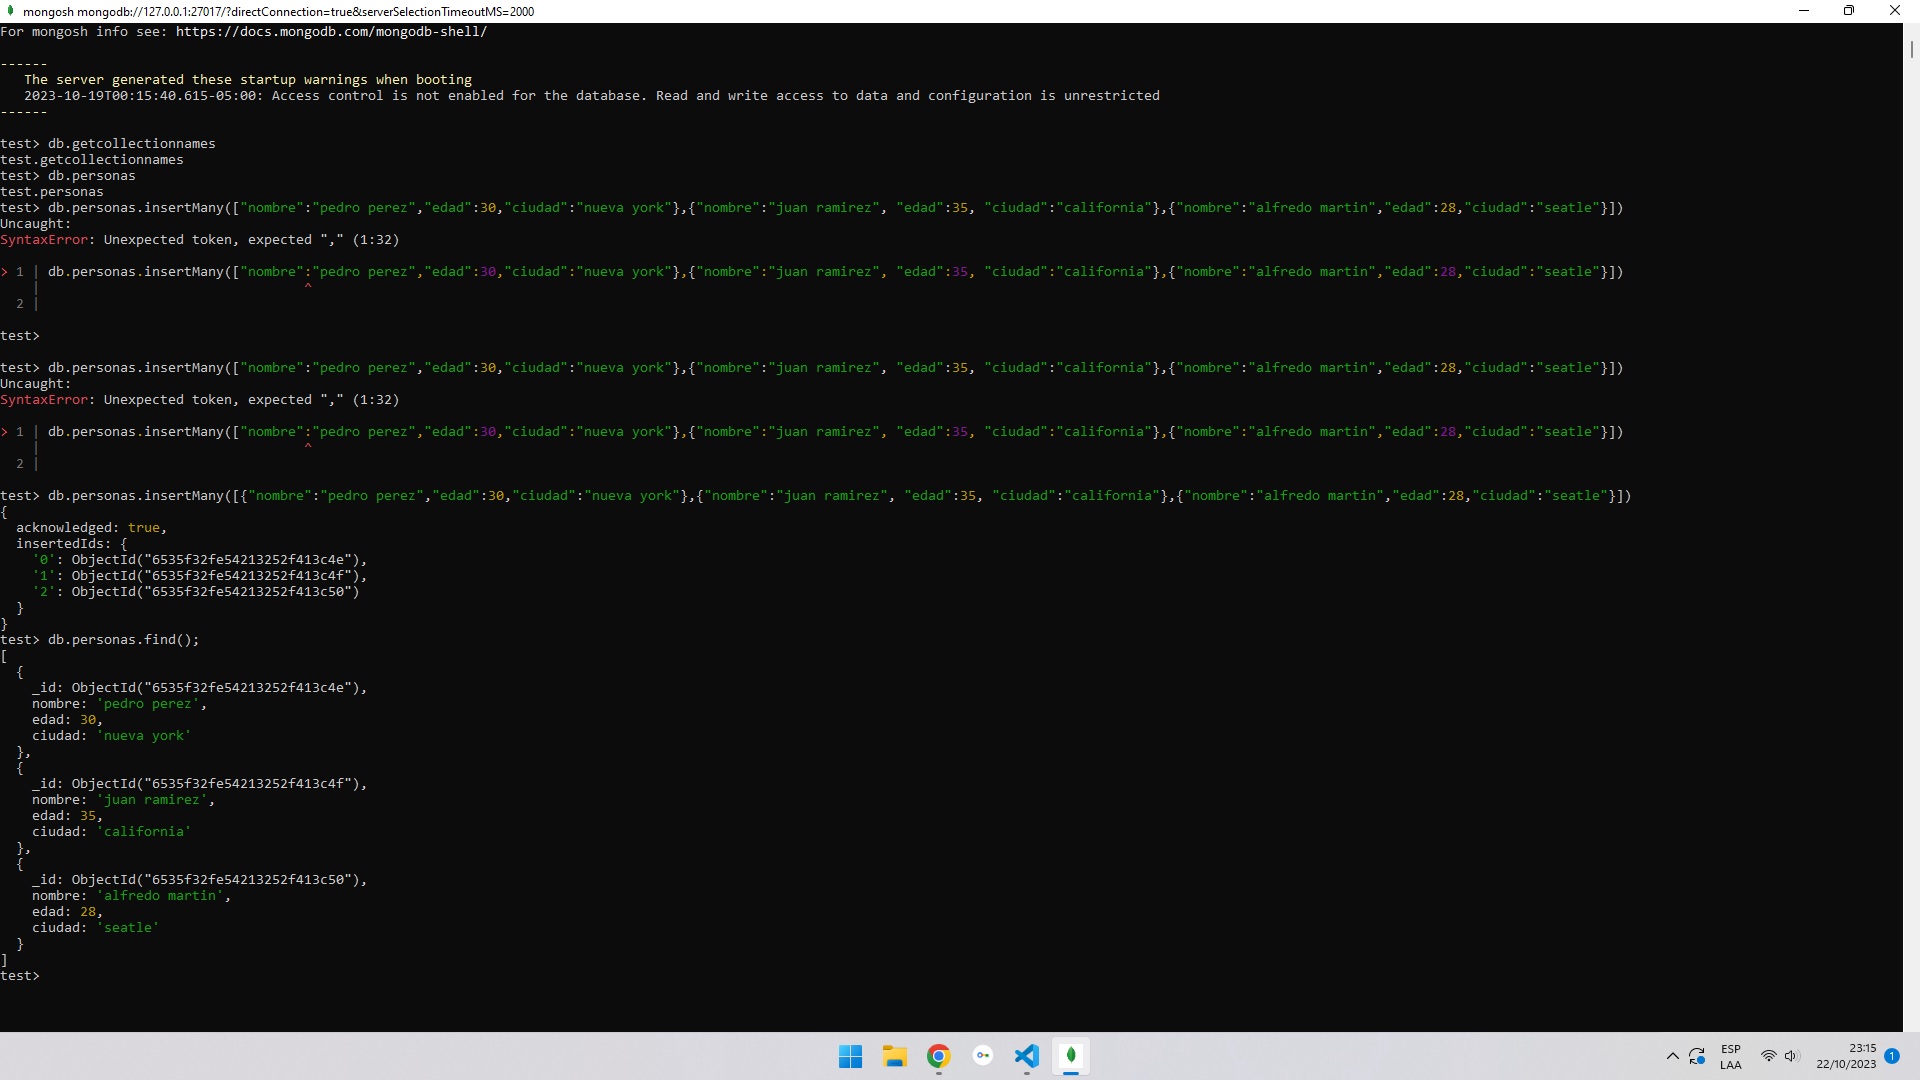 mongosh mongodb://127.0.0.1:27017/?directConnection=true&serverSelectionTimeoutMS=2000
For mongosh info see: https://docs.mongodb.com/mongodb-shell/
------
   The server generated these startup warnings when booting
   2023-10-19T00:15:40.615-05:00: Access control is not enabled for the database. Read and write access to data and configuration is unrestricted
------
test> db.getcollectionnames
test.getcollectionnames
test> db.personas
test.personas
test> db.personas.insertMany(["nombre":"pedro perez","edad":30,"ciudad":"nueva york"},{"nombre":"juan ramirez", "edad":35, "ciudad":"california"},{"nombre":"alfredo martin","edad":28,"ciudad":"seatle"}])
Uncaught:
SyntaxError: Unexpected token, expected "," (1:32)
> 1 | db.personas.insertMany(["nombre":"pedro perez","edad":30,"ciudad":"nueva york"},{"nombre":"juan ramirez", "edad":35, "ciudad":"california"},{"nombre":"alfredo martin","edad":28,"ciudad":"seatle"}])
    |                                 ^
  2 |
test>
test> db.personas.insertMany(["nombre":"pedro perez","edad":30,"ciudad":"nueva york"},{"nombre":"juan ramirez", "edad":35, "ciudad":"california"},{"nombre":"alfredo martin","edad":28,"ciudad":"seatle"}])
Uncaught:
SyntaxError: Unexpected token, expected "," (1:32)
> 1 | db.personas.insertMany(["nombre":"pedro perez","edad":30,"ciudad":"nueva york"},{"nombre":"juan ramirez", "edad":35, "ciudad":"california"},{"nombre":"alfredo martin","edad":28,"ciudad":"seatle"}])
    |                                 ^
  2 |
test> db.personas.insertMany([{"nombre":"pedro perez","edad":30,"ciudad":"nueva york"},{"nombre":"juan ramirez", "edad":35, "ciudad":"california"},{"nombre":"alfredo martin","edad":28,"ciudad":"seatle"}])
{
  acknowledged: true,
  insertedIds: {
    '0': ObjectId("6535f32fe54213252f413c4e"),
    '1': ObjectId("6535f32fe54213252f413c4f"),
    '2': ObjectId("6535f32fe54213252f413c50")
  }
}
test> db.personas.find();
[
  {
    _id: ObjectId("6535f32fe54213252f413c4e"),
    nombre: 'pedro perez',
    edad: 30,
    ciudad: 'nueva york'
  },
  {
    _id: ObjectId("6535f32fe54213252f413c4f"),
    nombre: 'juan ramirez',
    edad: 35,
    ciudad: 'california'
  },
  {
    _id: ObjectId("6535f32fe54213252f413c50"),
    nombre: 'alfredo martin',
    edad: 28,
    ciudad: 'seatle'
  }
]
test>
ESP
LAA
23:15
22/10/2023
1